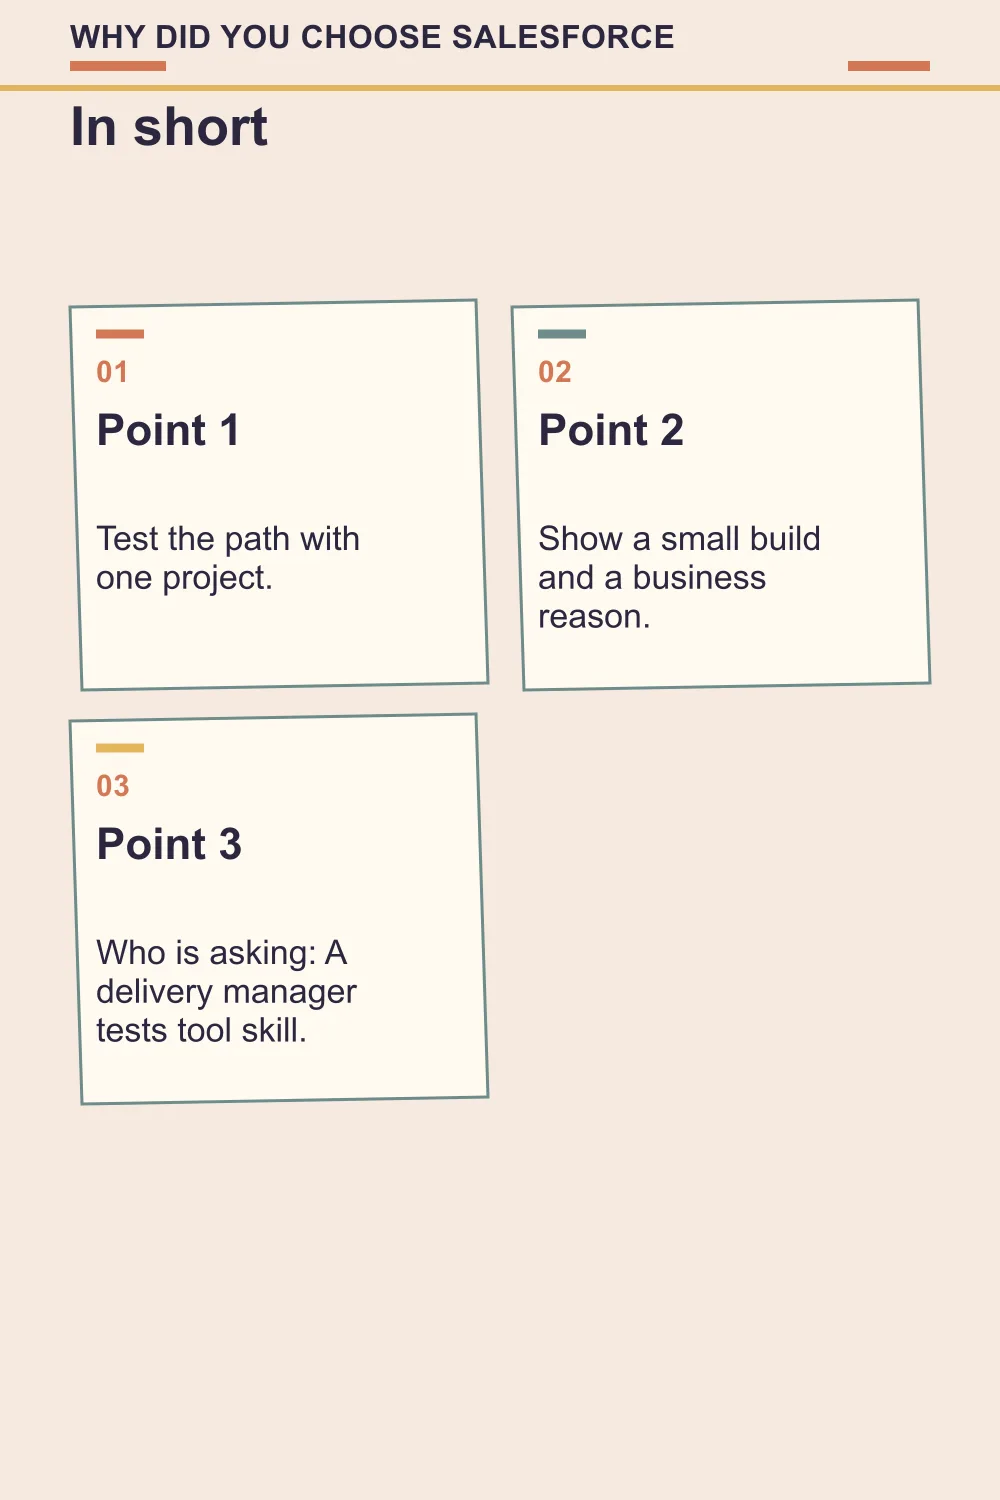 WHY DID YOU CHOOSE SALESFORCE
In short
01
Point 1
Test the path with
one project.
02
Point 2
Show a small build
and a business
reason.
03
Point 3
Who is asking: A
delivery manager
tests tool skill.